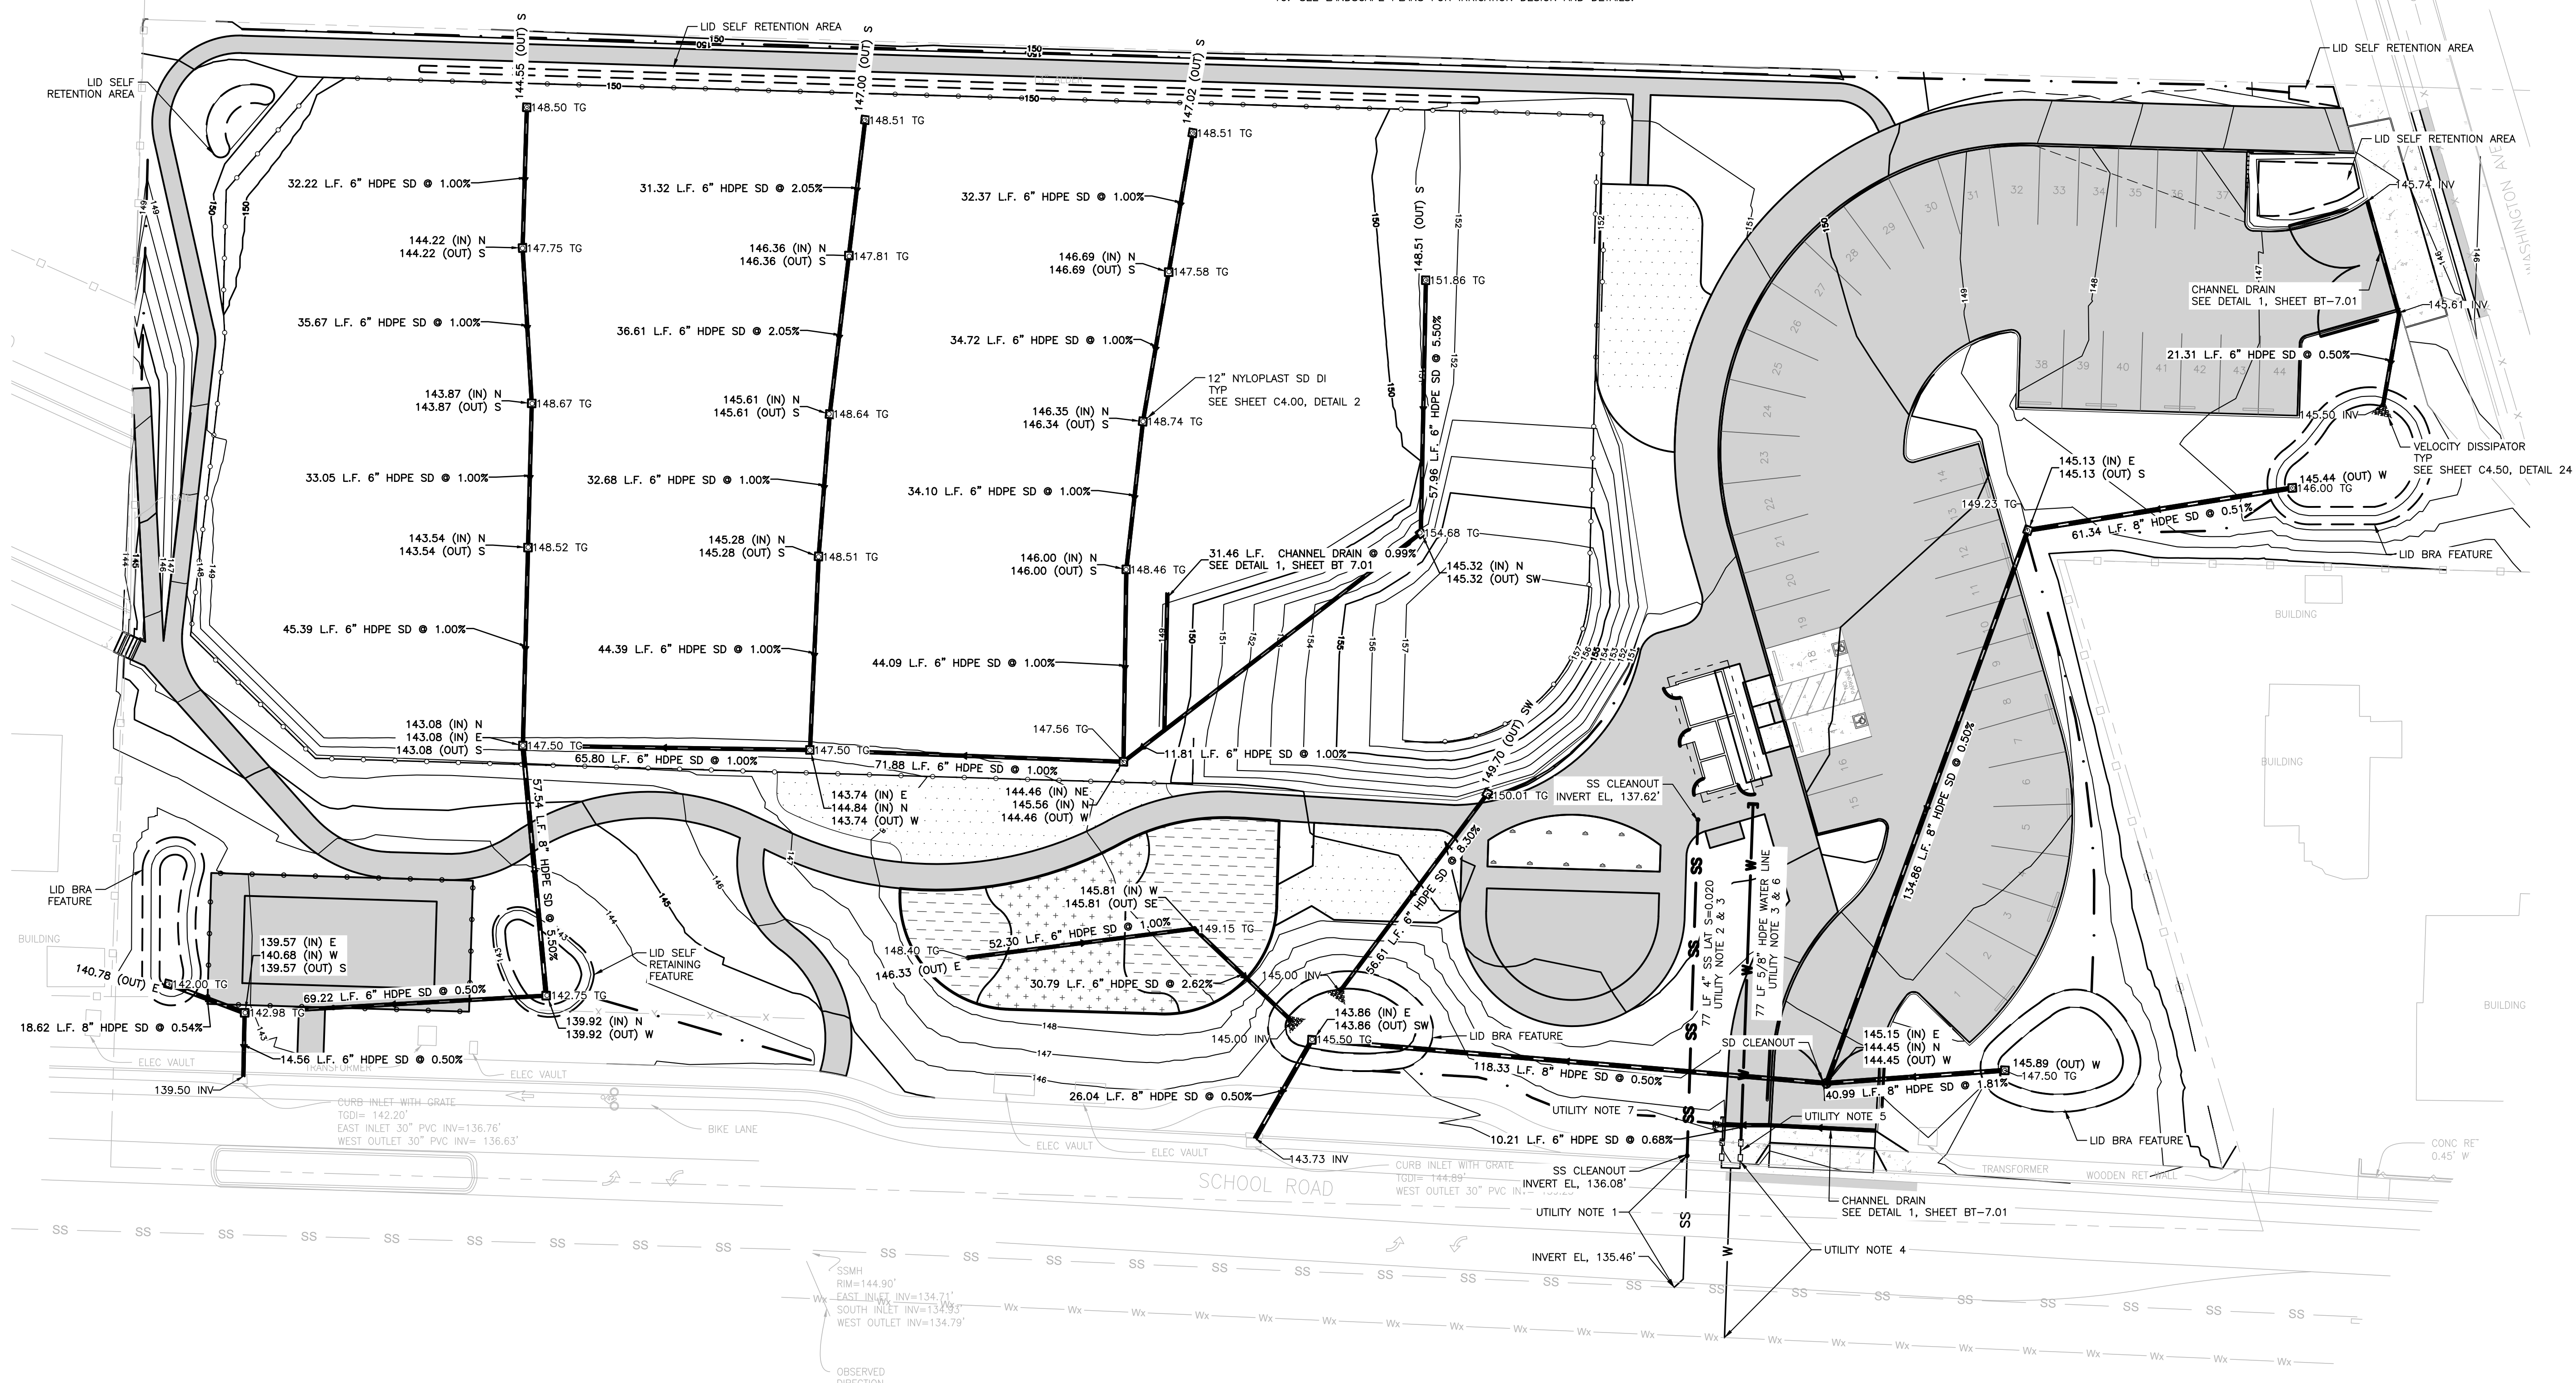 LID SELF RETENTION AREA
LID SELF
RETENTION AREA
LID SELF RETENTION AREA
LID SELF RETENTION AREA
WASHINGTON AVE
144.55 (OUT) S
147.00 (OUT) S
147.02 (OUT) S
148.51 (OUT) S
148.50 TG
148.51 TG
148.51 TG
151.86 TG
32.22 L.F. 6" HDPE SD @ 1.00%
31.32 L.F. 6" HDPE SD @ 2.05%
32.37 L.F. 6" HDPE SD @ 1.00%
144.22 (IN) N
144.22 (OUT) S
147.75 TG
146.36 (IN) N
146.36 (OUT) S
147.81 TG
146.69 (IN) N
146.69 (OUT) S
147.58 TG
35.67 L.F. 6" HDPE SD @ 1.00%
36.61 L.F. 6" HDPE SD @ 2.05%
34.72 L.F. 6" HDPE SD @ 1.00%
57.96 L.F. 6" HDPE SD @ 5.50%
143.87 (IN) N
143.87 (OUT) S
148.67 TG
145.61 (IN) N
145.61 (OUT) S
148.64 TG
146.35 (IN) N
146.34 (OUT) S
148.74 TG
12" NYLOPLAST SD DI
TYP
SEE SHEET C4.00, DETAIL 2
33.05 L.F. 6" HDPE SD @ 1.00%
32.68 L.F. 6" HDPE SD @ 1.00%
34.10 L.F. 6" HDPE SD @ 1.00%
143.54 (IN) N
143.54 (OUT) S
148.52 TG
145.28 (IN) N
145.28 (OUT) S
148.51 TG
146.00 (IN) N
146.00 (OUT) S
148.46 TG
31.46 L.F. CHANNEL DRAIN @ 0.99%
SEE DETAIL 1, SHEET BT 7.01
154.68 TG
145.32 (IN) N
145.32 (OUT) SW
45.39 L.F. 6" HDPE SD @ 1.00%
44.39 L.F. 6" HDPE SD @ 1.00%
44.09 L.F. 6" HDPE SD @ 1.00%
143.08 (IN) N
143.08 (IN) E
143.08 (OUT) S
147.50 TG
147.50 TG
147.56 TG
65.80 L.F. 6" HDPE SD @ 1.00%
71.88 L.F. 6" HDPE SD @ 1.00%
11.81 L.F. 6" HDPE SD @ 1.00%
143.74 (IN) E
144.84 (IN) N
143.74 (OUT) W
144.46 (IN) NE
145.56 (IN) N
144.46 (OUT) W
149.70 (OUT) SW
150.01 TG
57.54 L.F. 8" HDPE SD @ 5.50%
56.61 L.F. 6" HDPE SD @ 8.30%
145.74 INV
CHANNEL DRAIN
SEE DETAIL 1, SHEET BT-7.01
145.61 INV
21.31 L.F. 6" HDPE SD @ 0.50%
145.50 INV
VELOCITY DISSIPATOR
TYP
SEE SHEET C4.50, DETAIL 24
145.13 (IN) E
145.13 (OUT) S
149.23 TG
145.44 (OUT) W
146.00 TG
61.34 L.F. 8" HDPE SD @ 0.51%
LID BRA FEATURE
BUILDING
BUILDING
BUILDING
134.86 L.F. 8" HDPE SD @ 0.50%
SS CLEANOUT
INVERT EL, 137.62'
77 LF 4" SS LAT S=0.020
UTILITY NOTE 2 & 3
77 LF 5/8" HDPE WATER LINE
UTILITY NOTE 3 & 6
LID BRA
FEATURE
BUILDING
139.57 (IN) E
140.68 (IN) W
139.57 (OUT) S
140.78 (OUT) E
142.00 TG
69.22 L.F. 6" HDPE SD @ 0.50%
142.98 TG
18.62 L.F. 8" HDPE SD @ 0.54%
14.56 L.F. 6" HDPE SD @ 0.50%
139.50 INV
142.75 TG
139.92 (IN) N
139.92 (OUT) W
LID SELF
RETAINING
FEATURE
ELEC VAULT
TRANSFORMER
ELEC VAULT
CURB INLET WITH GRATE
TGDI= 142.20'
EAST INLET 30" PVC INV=136.76'
WEST OUTLET 30" PVC INV= 136.63'
BIKE LANE
145.81 (IN) W
145.81 (OUT) SE
149.15 TG
52.30 L.F. 6" HDPE SD @ 1.00%
148.40 TG
146.33 (OUT) E
30.79 L.F. 6" HDPE SD @ 2.62%
145.00 INV
145.00 INV
143.86 (IN) E
143.86 (OUT) SW
145.50 TG
LID BRA FEATURE
118.33 L.F. 8" HDPE SD @ 0.50%
SD CLEANOUT
145.15 (IN) E
144.45 (IN) N
144.45 (OUT) W
145.89 (OUT) W
147.50 TG
40.99 L.F. 8" HDPE SD @ 1.81%
26.04 L.F. 8" HDPE SD @ 0.50%
143.73 INV
ELEC VAULT
ELEC VAULT
UTILITY NOTE 7
UTILITY NOTE 5
10.21 L.F. 6" HDPE SD @ 0.68%
LID BRA FEATURE
SS CLEANOUT
INVERT EL, 136.08'
CURB INLET WITH GRATE
TGDI= 144.89'
WEST OUTLET 30" PVC
SCHOOL ROAD
TRANSFORMER
WOODEN RET WALL
CONC RET
0.45' W
CHANNEL DRAIN
SEE DETAIL 1, SHEET BT-7.01
UTILITY NOTE 1
UTILITY NOTE 4
INVERT EL, 135.46'
SSMH
RIM=144.90'
EAST INLET INV=134.71'
SOUTH INLET INV=134.93'
WEST OUTLET INV=134.79'
OBSERVED